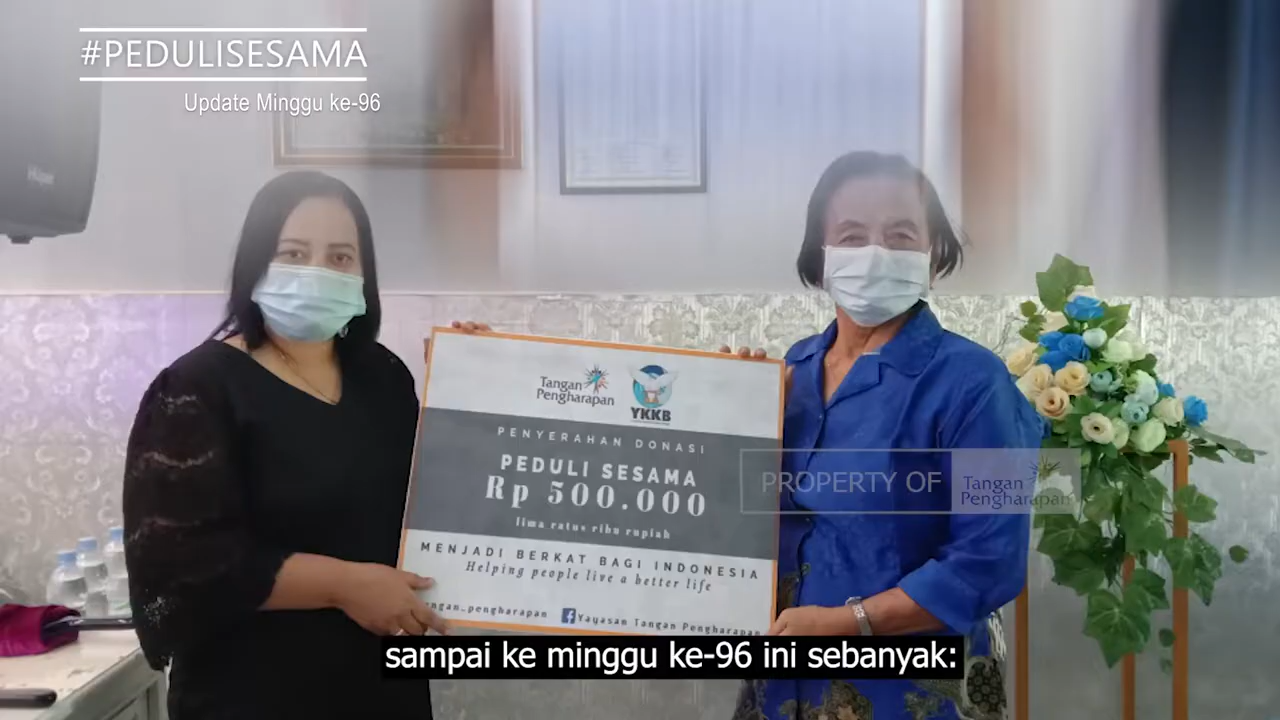 #PEDULISESAMA
Update Minggu ke-96
Tangan
Pengharapan
YKKB
PENYERAHAN DONASI
PEDULI SESAMA
Rp 500.000
lima ratus ribu rupiah
MENJADI BERKAT BAGI INDONESIA
Helping people live a better life
Yayasan Tangan Pengharapan
PROPERTY OF
Tangan
Pengharapan
sampai ke minggu ke-96 ini sebanyak: